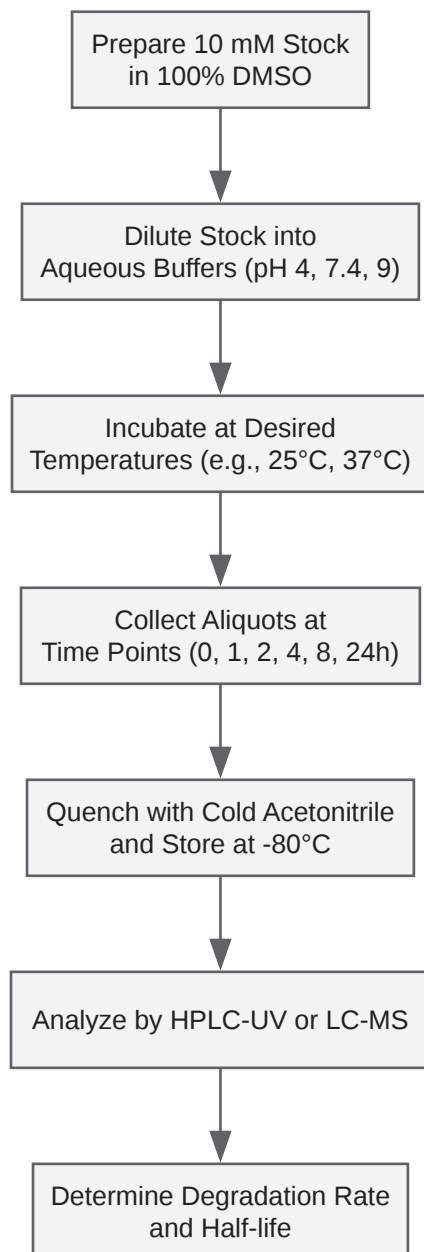 Prepare 10 mM Stock
in 100% DMSO
Dilute Stock into
Aqueous Buffers (pH 4, 7.4, 9)
Incubate at Desired
Temperatures (e.g., 25°C, 37°C)
Collect Aliquots at
Time Points (0, 1, 2, 4, 8, 24h)
Quench with Cold Acetonitrile
and Store at -80°C
Analyze by HPLC-UV or LC-MS
Determine Degradation Rate
and Half-life